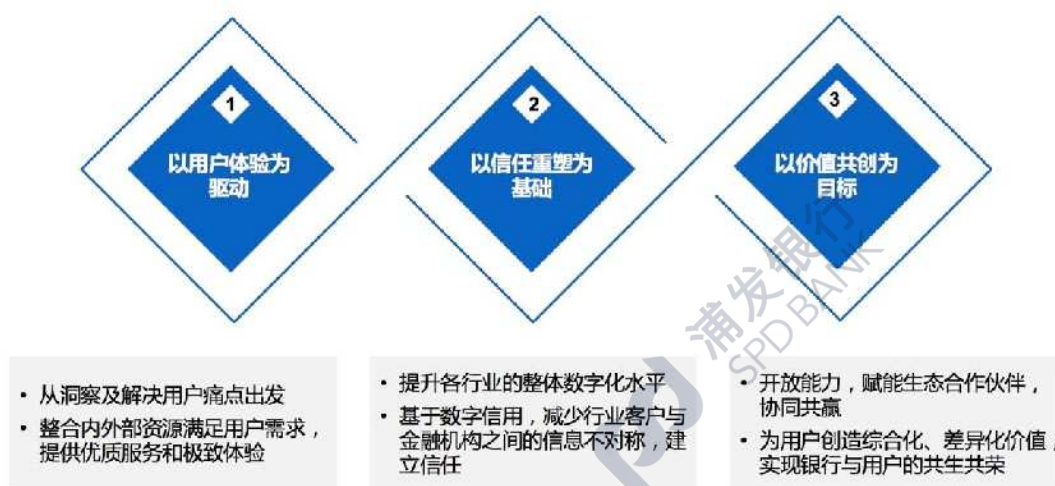 1
以用户体验为
驱动
2
以信任重塑为
基础
3
以价值共创为
目标
浦发银行
SPD BANK
• 从洞察及解决用户痛点出发
• 整合内外部资源满足用户需求，
提供优质服务和极致体验
• 提升各行业的整体数字化水平
• 基于数字信用，减少行业客户与
金融机构之间的信息不对称，建
立信任
• 开放能力，赋能生态合作伙伴，
协同共赢
• 为用户创造综合化、差异化价值，
实现银行与用户的共生共荣